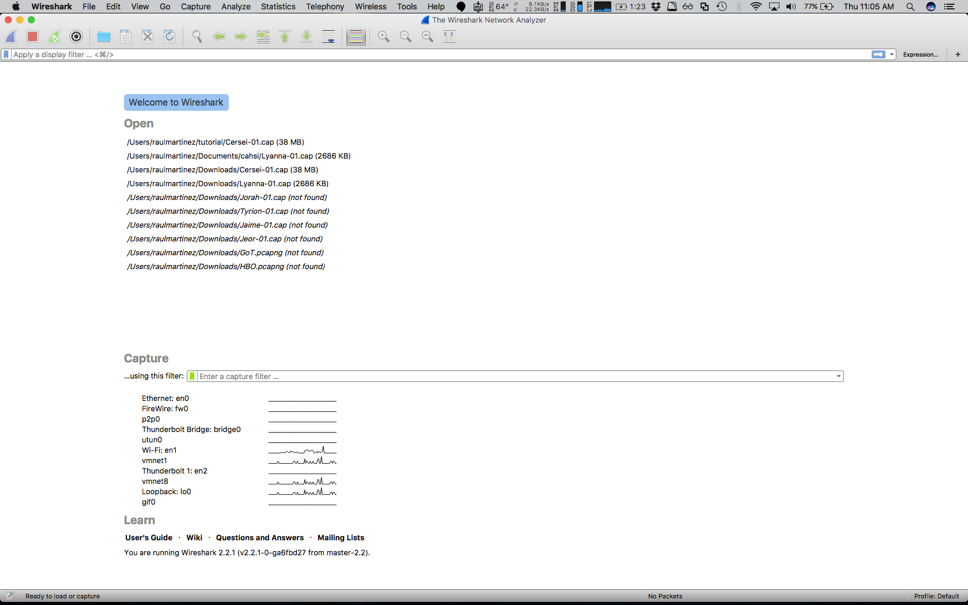 Wireshark File Edit View Go Capture Analyze Statistics Telephony Wireless Tools Help 64° 8.1KB/s 22.3KB/s 1:23 77% Thu 11:05 AM
The Wireshark Network Analyzer
Apply a display filter ... <⌘/> Expression... +
Welcome to Wireshark
Open
/Users/raulmartinez/tutorial/Cersei-01.cap (38 MB)
/Users/raulmartinez/Documents/cahsi/Lyanna-01.cap (2686 KB)
/Users/raulmartinez/Downloads/Cersei-01.cap (38 MB)
/Users/raulmartinez/Downloads/Lyanna-01.cap (2686 KB)
/Users/raulmartinez/Downloads/Jorah-01.cap (not found)
/Users/raulmartinez/Downloads/Tyrion-01.cap (not found)
/Users/raulmartinez/Downloads/Jaime-01.cap (not found)
/Users/raulmartinez/Downloads/Jeor-01.cap (not found)
/Users/raulmartinez/Downloads/GoT.pcapng (not found)
/Users/raulmartinez/Downloads/HBO.pcapng (not found)
Capture
...using this filter: Enter a capture filter ...
Ethernet: en0
FireWire: fw0
p2p0
Thunderbolt Bridge: bridge0
utun0
Wi-Fi: en1
vmnet1
Thunderbolt 1: en2
vmnet8
Loopback: lo0
gif0
Learn
User's Guide · Wiki · Questions and Answers · Mailing Lists
You are running Wireshark 2.2.1 (v2.2.1-0-ga6fbd27 from master-2.2).
Ready to load or capture No Packets Profile: Default